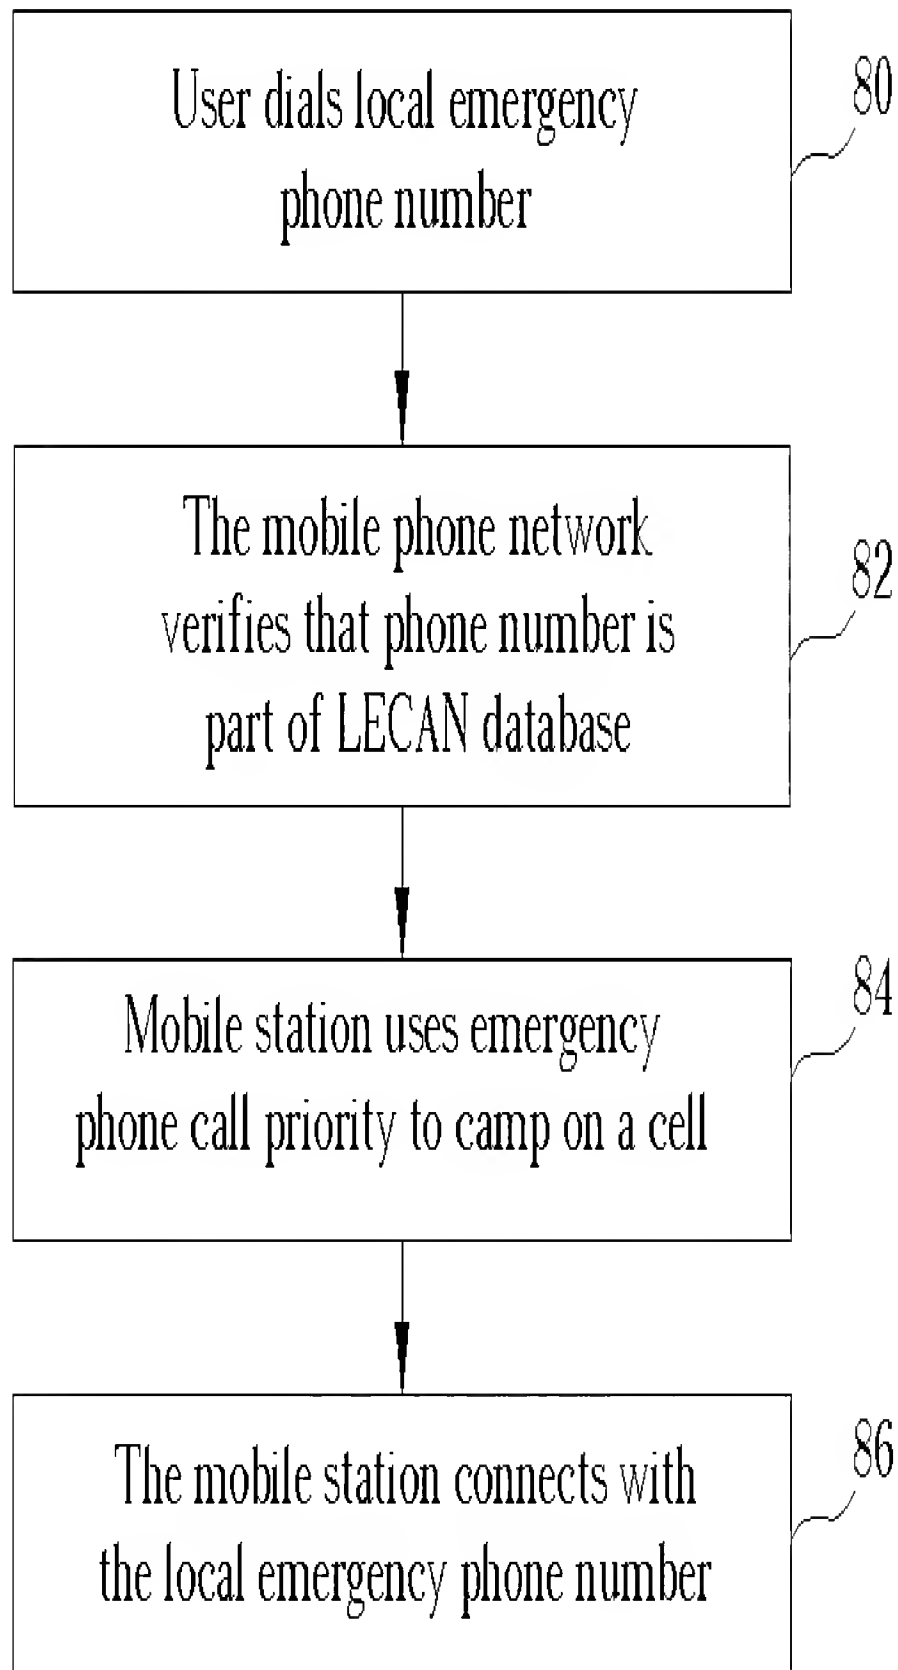 User dials local emergency
phone number
80
The mobile phone network
verifies that phone number is
part of LECAN database
82
Mobile station uses emergency
phone call priority to camp on a cell
84
The mobile station connects with
the local emergency phone number
86